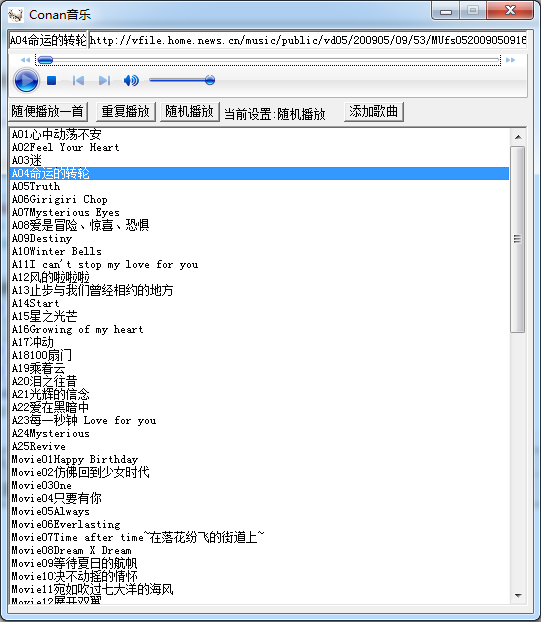 Conan音乐
A04命运的转轮 http://vfile.home.news.cn/music/public/vd05/200905/09/53/MUfs052009050916
随便播放一首 重复播放 随机播放 当前设置:随机播放 添加歌曲
A01心中动荡不安
A02Feel Your Heart
A03迷
A04命运的转轮
A05Truth
A06Girigiri Chop
A07Mysterious Eyes
A08爱是冒险、惊喜、恐惧
A09Destiny
A10Winter Bells
A11I can't stop my love for you
A12风的啦啦啦
A13止步与我们曾经相约的地方
A14Start
A15星之光芒
A16Growing of my heart
A17冲动
A18100扇门
A19乘着云
A20泪之往昔
A21光辉的信念
A22爱在黑暗中
A23每一秒钟 Love for you
A24Mysterious
A25Revive
Movie01Happy Birthday
Movie02仿佛回到少女时代
Movie03One
Movie04只要有你
Movie05Always
Movie06Everlasting
Movie07Time after time~在落花纷飞的街道上~
Movie08Dream X Dream
Movie09等待夏日的航帆
Movie10决不动摇的情怀
Movie11宛如吹过七大洋的海风
Movie12展开双翼